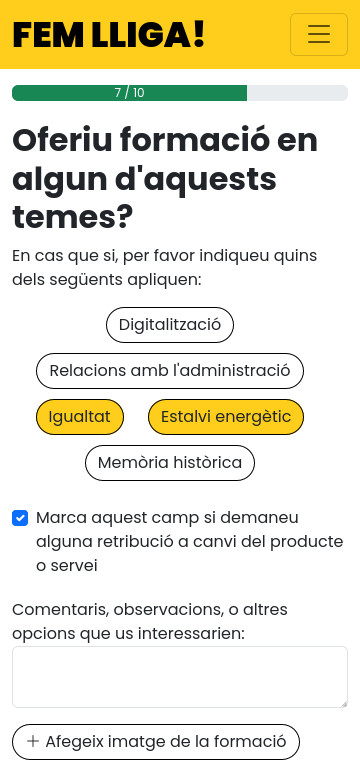 FEM LLIGA!
7 / 10
Oferiu formació en
algun d'aquests
temes?
En cas que si, per favor indiqueu quins
dels següents apliquen:
Digitalització
Relacions amb l'administració
Igualtat
Estalvi energètic
Memòria històrica
Marca aquest camp si demaneu
alguna retribució a canvi del producte
o servei
Comentaris, observacions, o altres
opcions que us interessarien:
+ Afegeix imatge de la formació